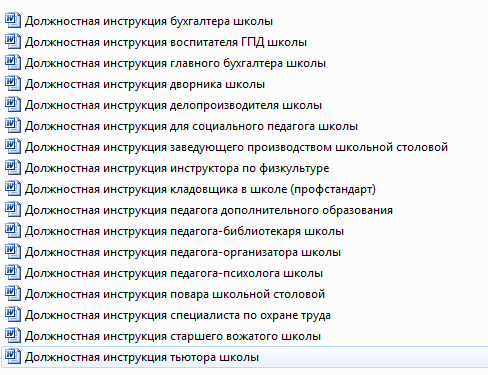 Должностная инструкция бухгалтера школы
Должностная инструкция воспитателя ГПД школы
Должностная инструкция главного бухгалтера школы
Должностная инструкция дворника школы
Должностная инструкция делопроизводителя школы
Должностная инструкция для социального педагога школы
Должностная инструкция заведующего производством школьной столовой
Должностная инструкция инструктора по физкультуре
Должностная инструкция кладовщика в школе (профстандарт)
Должностная инструкция педагога дополнительного образования
Должностная инструкция педагога-библиотекаря школы
Должностная инструкция педагога-организатора школы
Должностная инструкция педагога-психолога школы
Должностная инструкция повара школьной столовой
Должностная инструкция специалиста по охране труда
Должностная инструкция старшего вожатого школы
Должностная инструкция тьютора школы